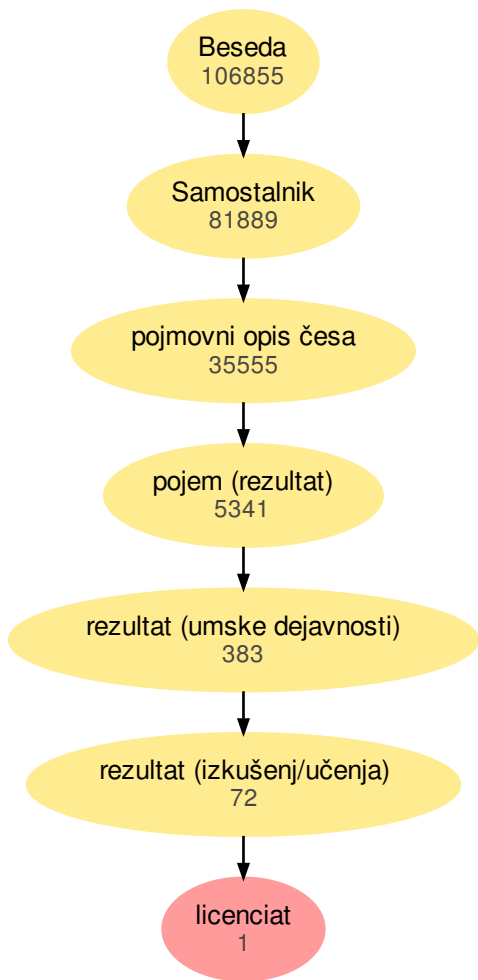 Beseda
106855
Samostalnik
81889
pojmovni opis česa
35555
pojem (rezultat)
5341
rezultat (umske dejavnosti)
383
rezultat (izkušenj/učenja)
72
licenciat
1